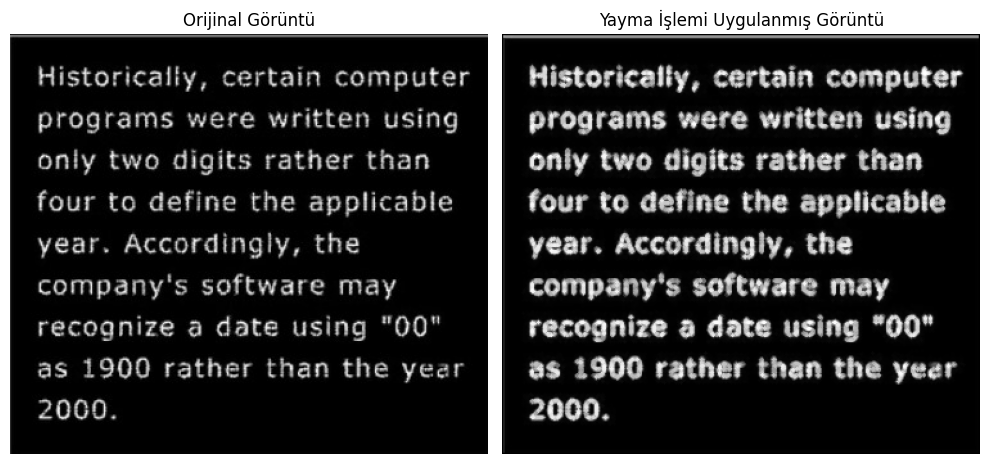 Orijinal Görüntü
Historically, certain computer
programs were written using
only two digits rather than
four to define the applicable
year. Accordingly, the
company's software may
recognize a date using "00"
as 1900 rather than the year
2000.
Yayma İşlemi Uygulanmış Görüntü
Historically, certain computer
programs were written using
only two digits rather than
four to define the applicable
year. Accordingly, the
company's software may
recognize a date using "00"
as 1900 rather than the year
2000.